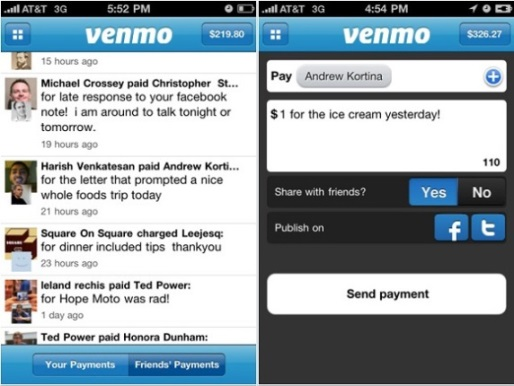 AT&T 3G 5:52 PM
venmo
$219.80
15 hours ago
Michael Crossey paid Christopher St...
for late response to your facebook
note! i am around to talk tonight or
tomorrow.
19 hours ago
Harish Venkatesan paid Andrew Korti...
for the letter that prompted a nice
whole foods trip today
21 hours ago
Square On Square charged Leejesq:
for dinner included tips thankyou
23 hours ago
leland rechis paid Ted Power:
for Hope Moto was rad!
1 day ago
Ted Power paid Honora Dunham:
Your Payments
Friends' Payments
AT&T 3G 4:54 PM
venmo
$326.27
Pay Andrew Kortina
$1 for the ice cream yesterday!
110
Share with friends? Yes No
Publish on f t
Send payment